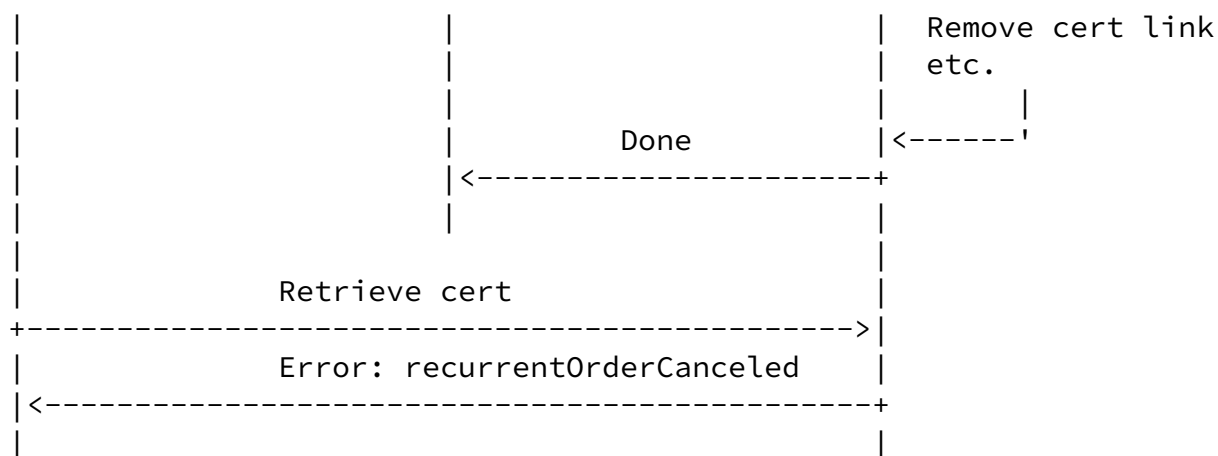 Remove cert link
etc.
Done
Retrieve cert
Error: recurrentOrderCanceled